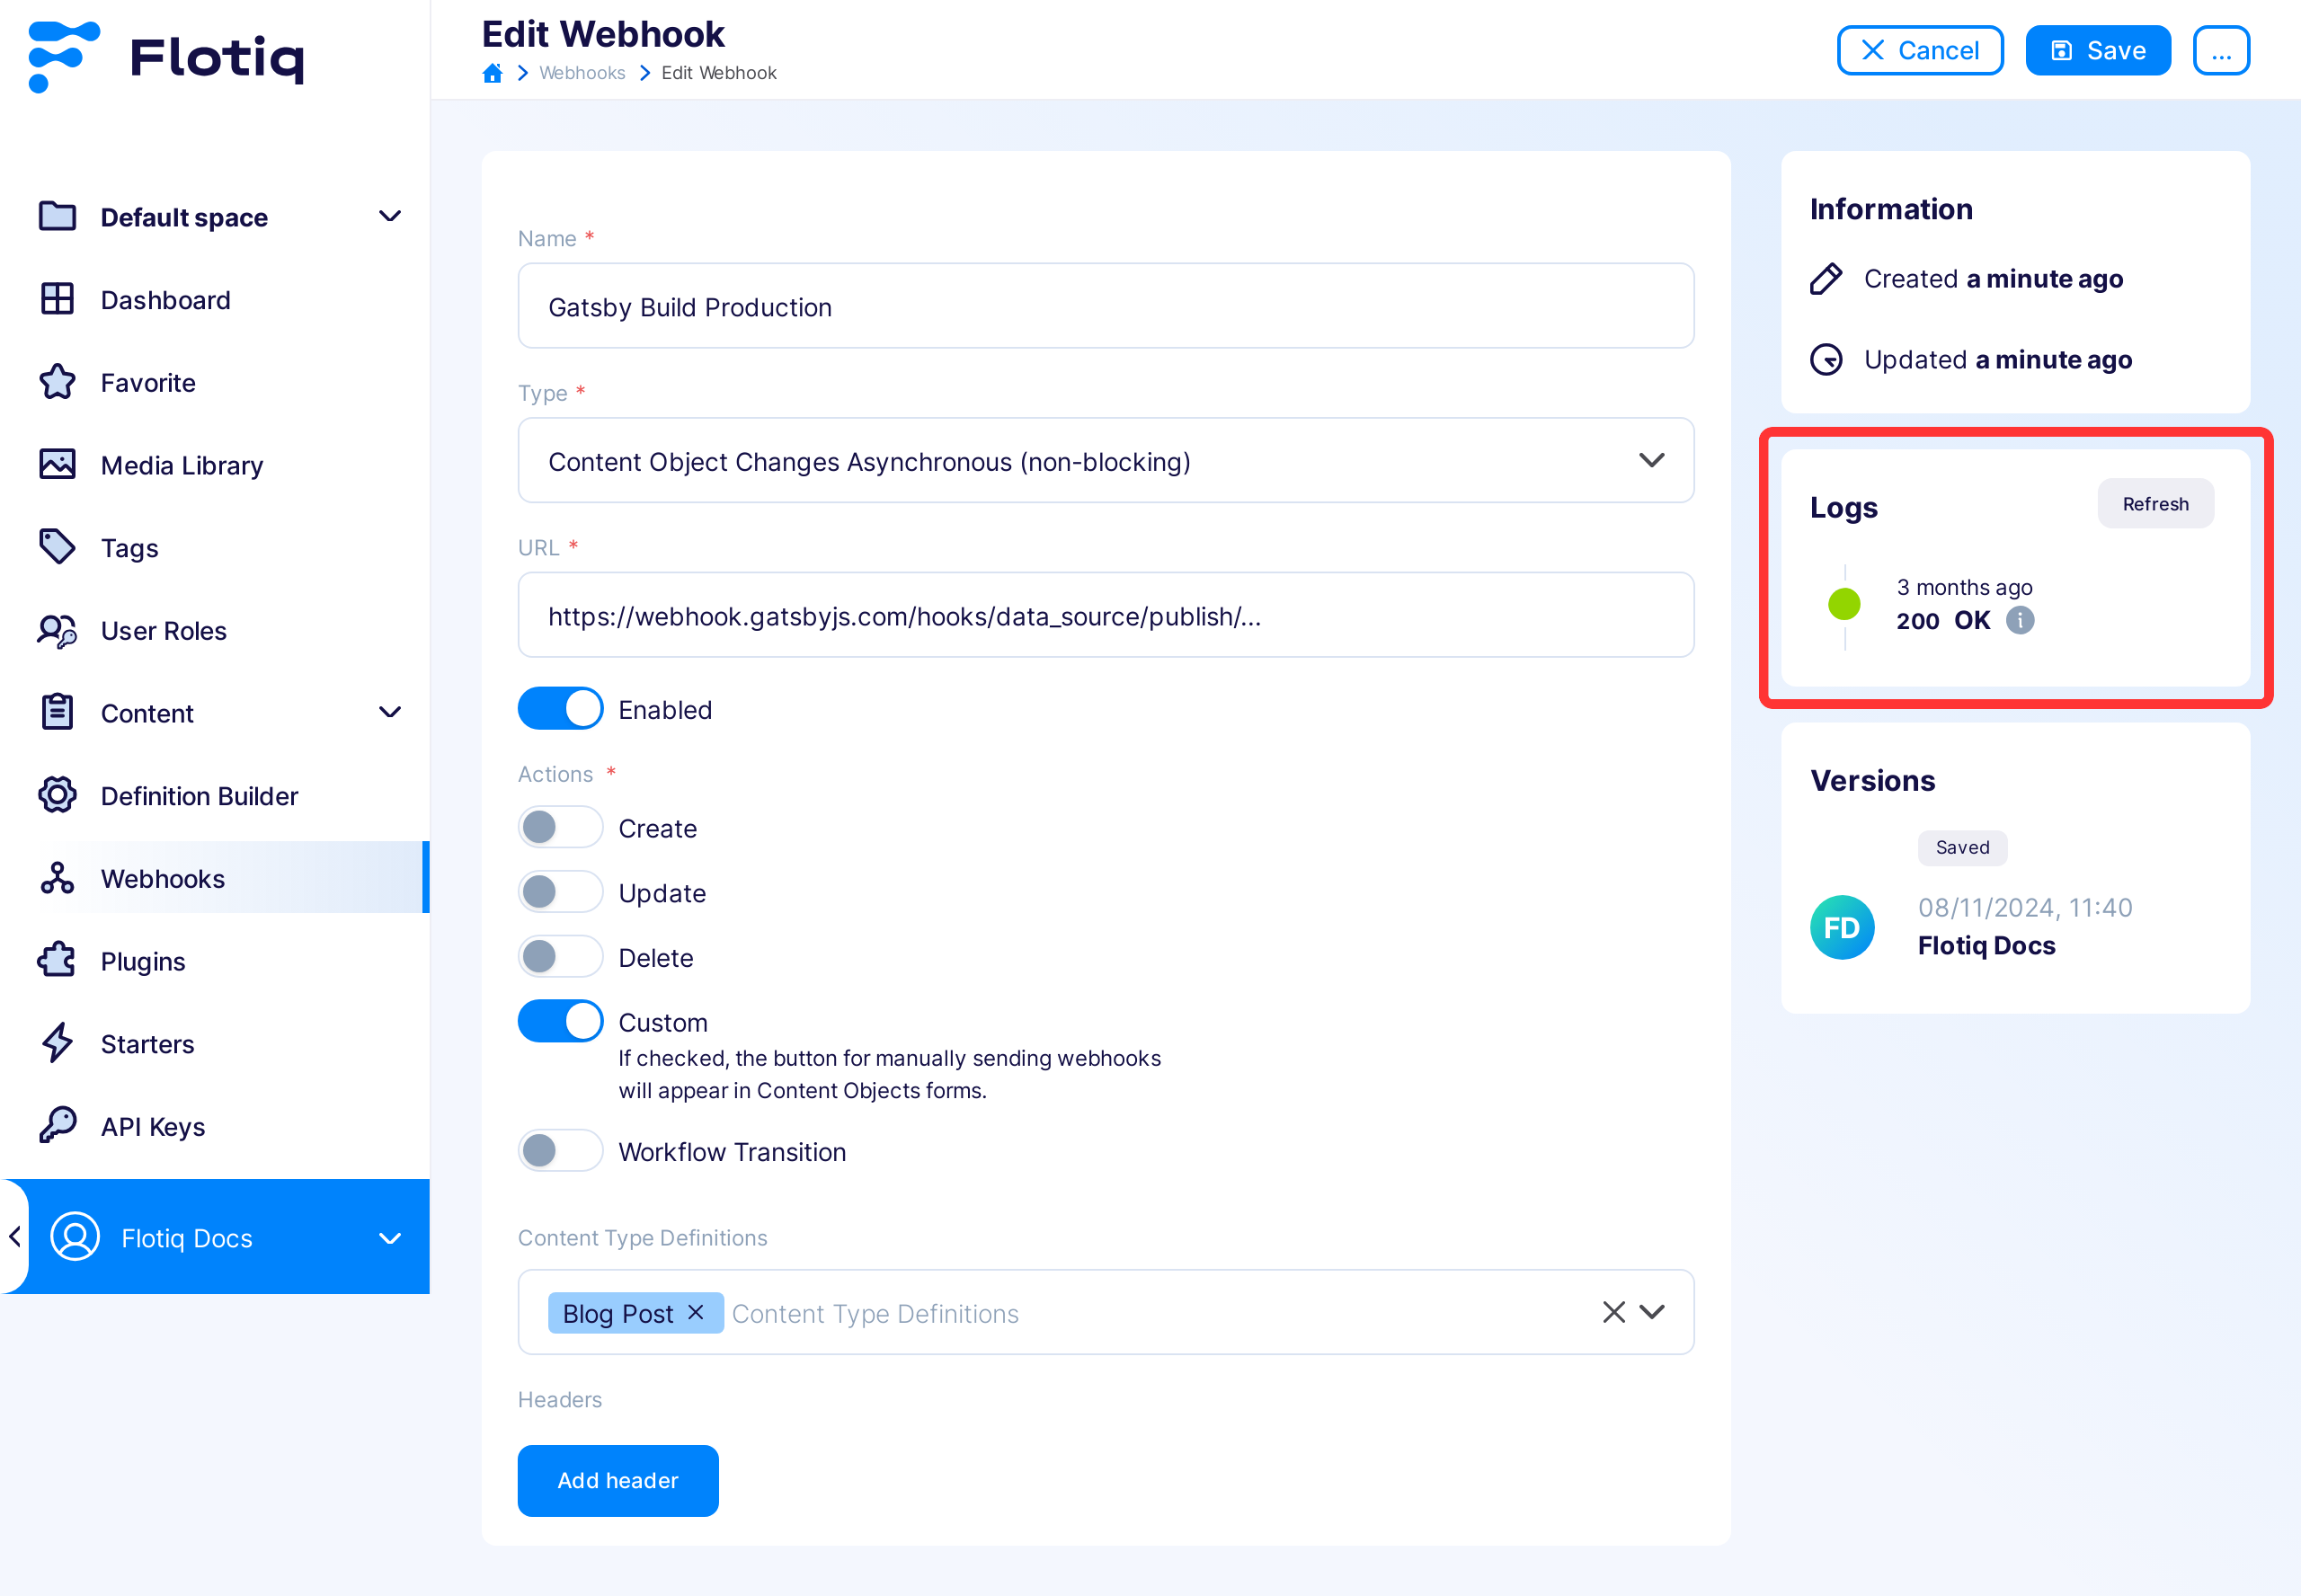 Flotiq
Default space
Dashboard
Favorite
Media Library
Tags
User Roles
Content
Definition Builder
Webhooks
Plugins
Starters
API Keys
Flotiq Docs
Edit Webhook
Webhooks
Edit Webhook
Cancel
Save
...
Name *
Gatsby Build Production
Type *
Content Object Changes Asynchronous (non-blocking)
URL *
https://webhook.gatsbyjs.com/hooks/data_source/publish/...
Enabled
Actions *
Create
Update
Delete
Custom
If checked, the button for manually sending webhooks
will appear in Content Objects forms.
Workflow Transition
Content Type Definitions
Blog Post
Content Type Definitions
Headers
Add header
Information
Created a minute ago
Updated a minute ago
Logs
Refresh
3 months ago
200 OK i
Versions
Saved
FD
08/11/2024, 11:40
Flotiq Docs